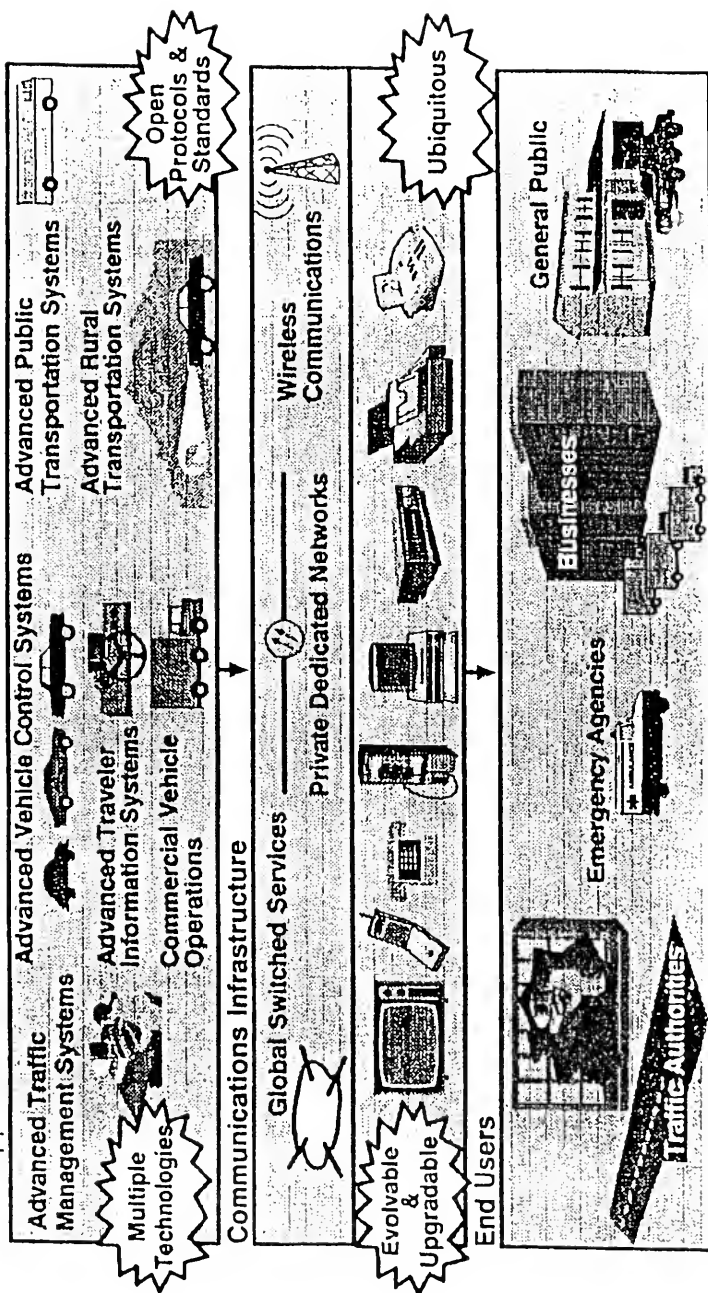 Advanced Traffic
Management Systems
Advanced Vehicle Control Systems
Advanced Public
Transportation Systems
Advanced Traveler
Information Systems
Advanced Rural
Transportation Systems
Commercial Vehicle
Operations
Multiple
Technologies
Open
Protocols &
Standards
Communications Infrastructure
Global Switched Services
Private Dedicated Networks
Wireless
Communications
Evolvable
&
Upgradable
Ubiquitous
End Users
Traffic Authorities
Emergency Agencies
Businesses
General Public